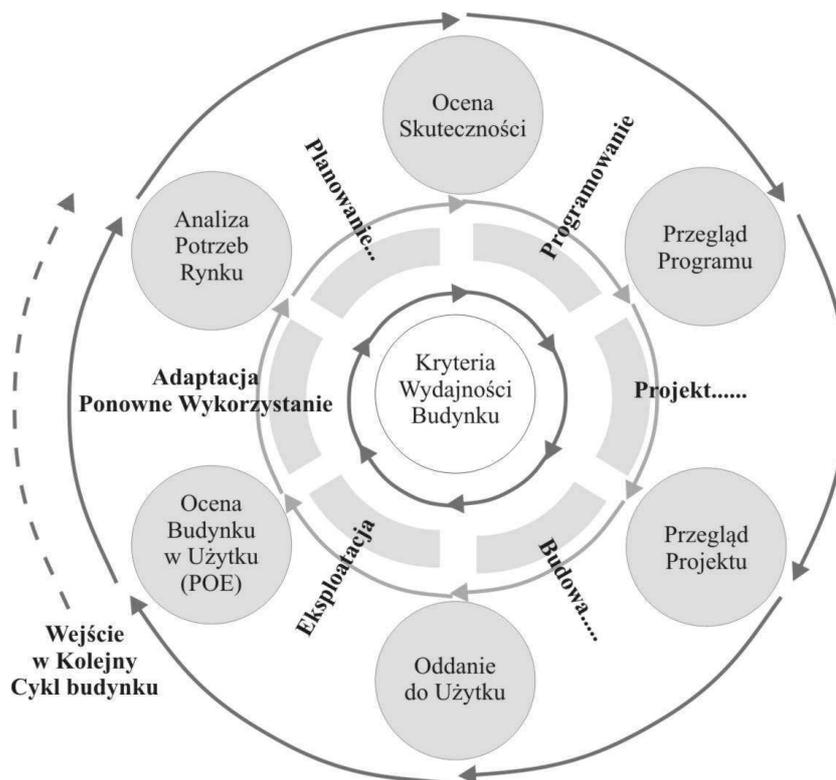 Ocena
Skuteczności
Planowanie...
Programowanie
Analiza
Potrzeb
Rynku
Przegląd
Programu
Kryteria
Wydajności
Budynku
Adaptacja
Ponowne Wykorzystanie
Projekt......
Ocena
Budynku
w Użytku
(POE)
Eksploatacja
Budowa.....
Przegląd
Projektu
Wejście
w Kolejny
Cykl budynku
Oddanie
do Użytku